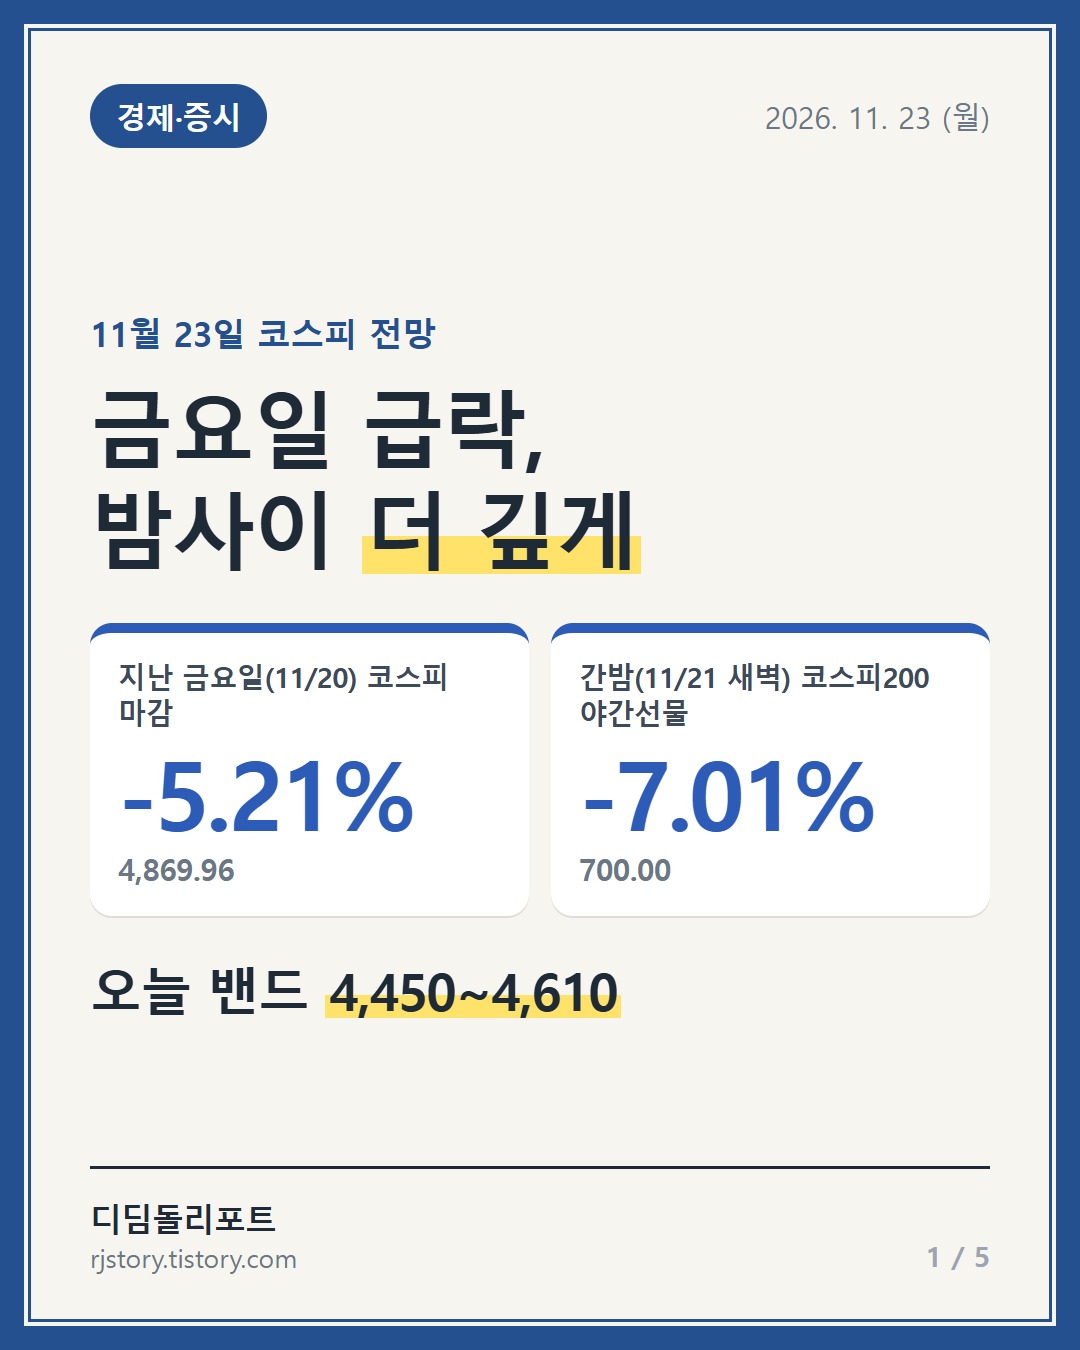 경제·증시
2026. 11. 23 (월)
11월 23일 코스피 전망
금요일 급락,
밤사이 더 깊게
지난 금요일(11/20) 코스피
마감
-5.21%
4,869.96
간밤(11/21 새벽) 코스피200
야간선물
-7.01%
700.00
오늘 밴드 4,450~4,610
디딤돌리포트
rjstory.tistory.com
1 / 5